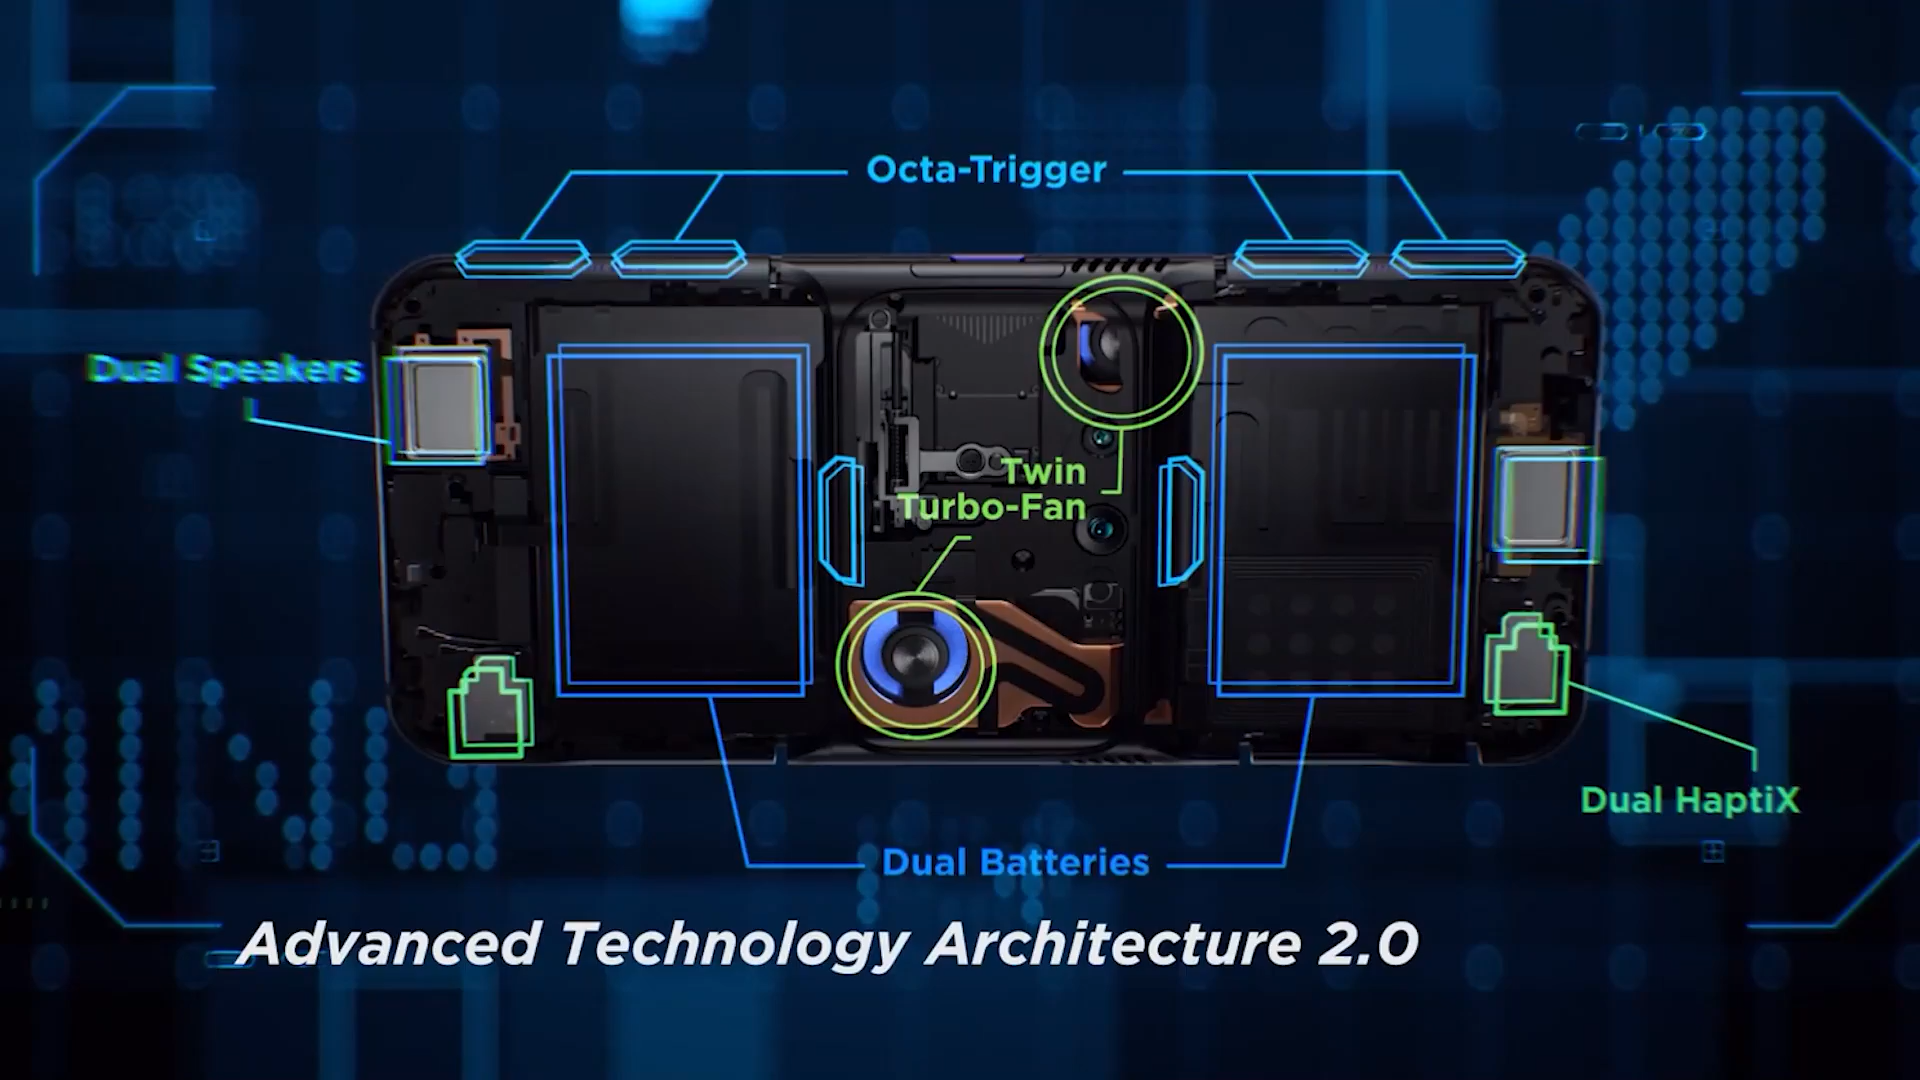 Octa-Trigger
Dual Speakers
Twin
Turbo-Fan
Dual HaptiX
Dual Batteries
Advanced Technology Architecture 2.0